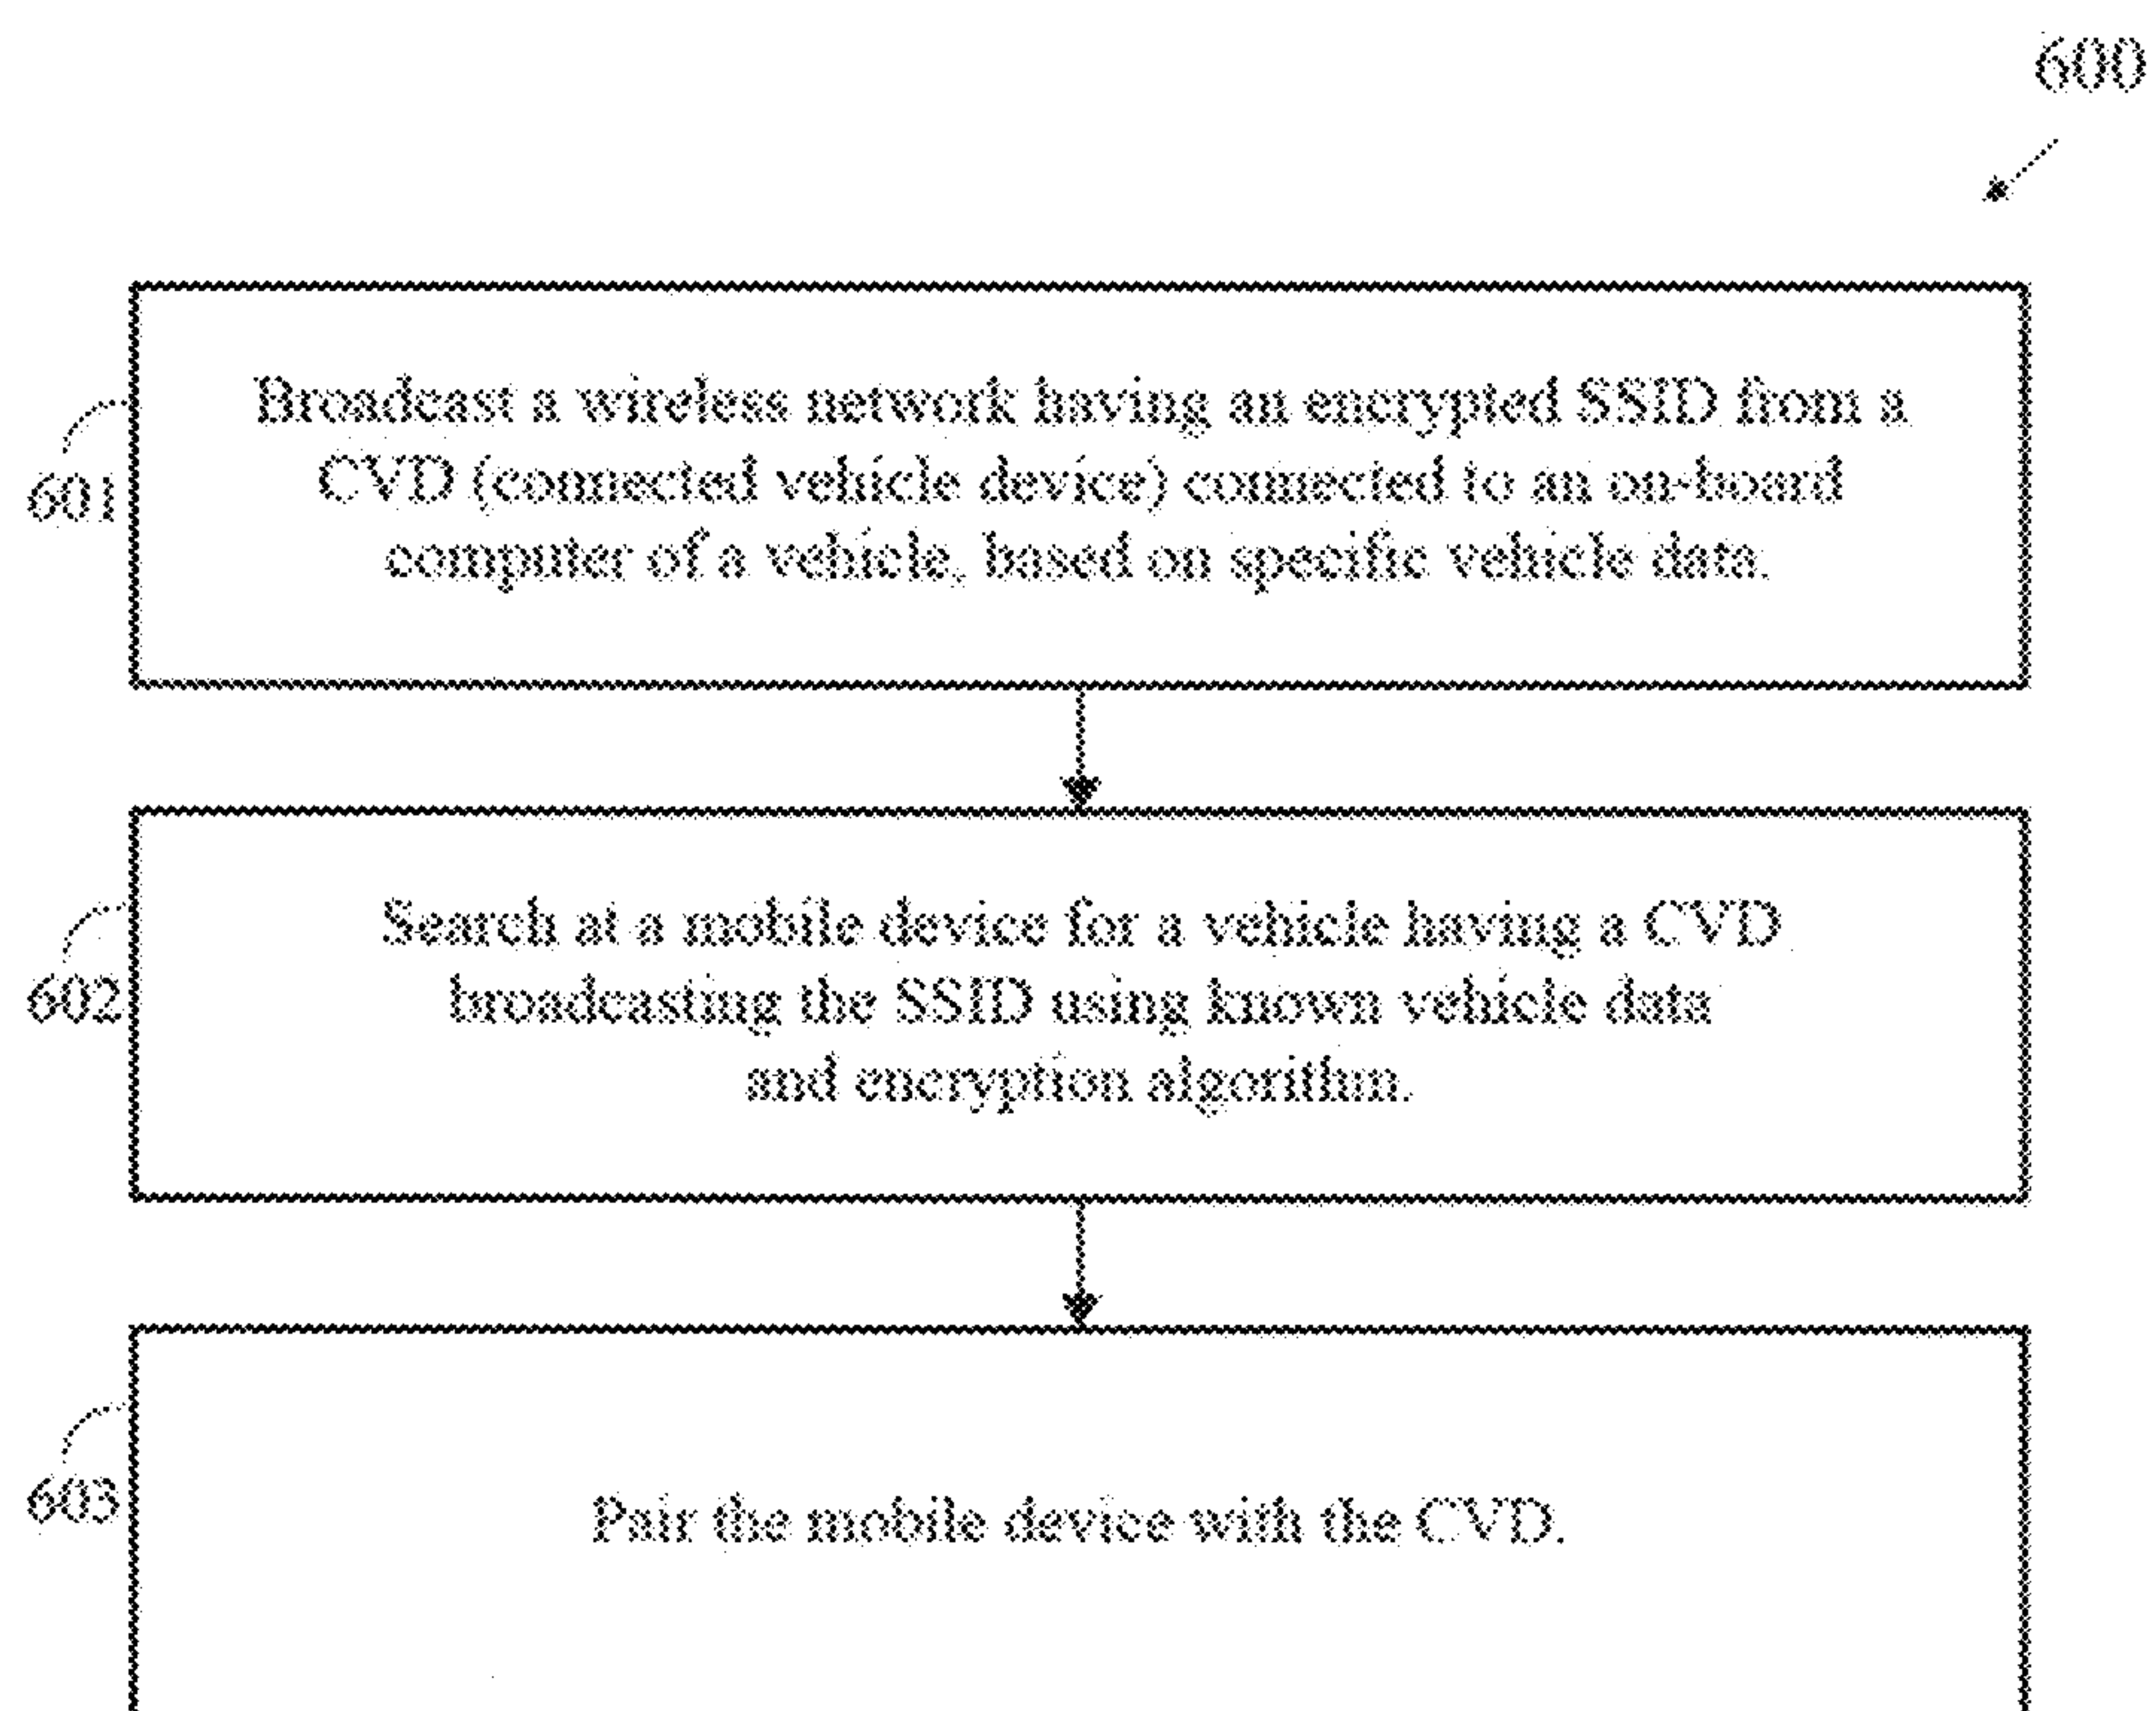 600
Broadcast a wireless network having an encrypted SSID from a
CVD (connected vehicle device) connected to an on-board
computer of a vehicle, based on specific vehicle data.
601
Search at a mobile device for a vehicle having a CVD
broadcasting the SSID using known vehicle data
and encryption algorithm.
602
Pair the mobile device with the CVD.
603